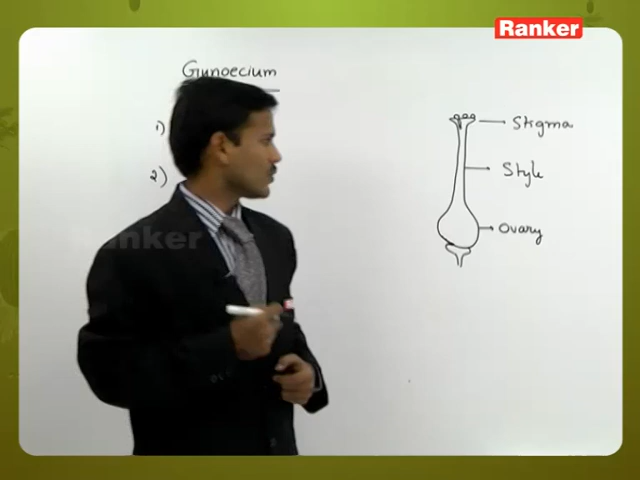 Ranker
Gynoecium
1)
Stigma
2)
Style
Ovary
Ranker